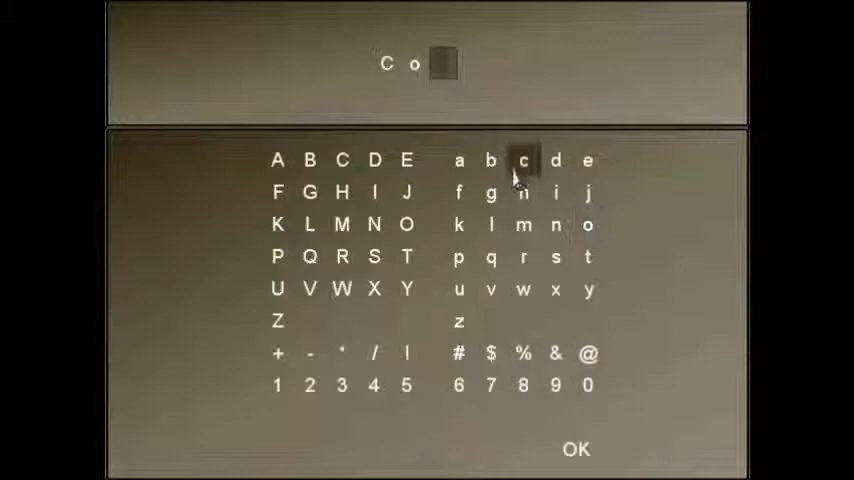 C o
A B C D E a b c d e
F G H I J f g h i j
K L M N O k l m n o
P Q R S T p q r s t
U V W X Y u v w x y
Z z
+ - * / ! # $ % & @
1 2 3 4 5 6 7 8 9 0
OK